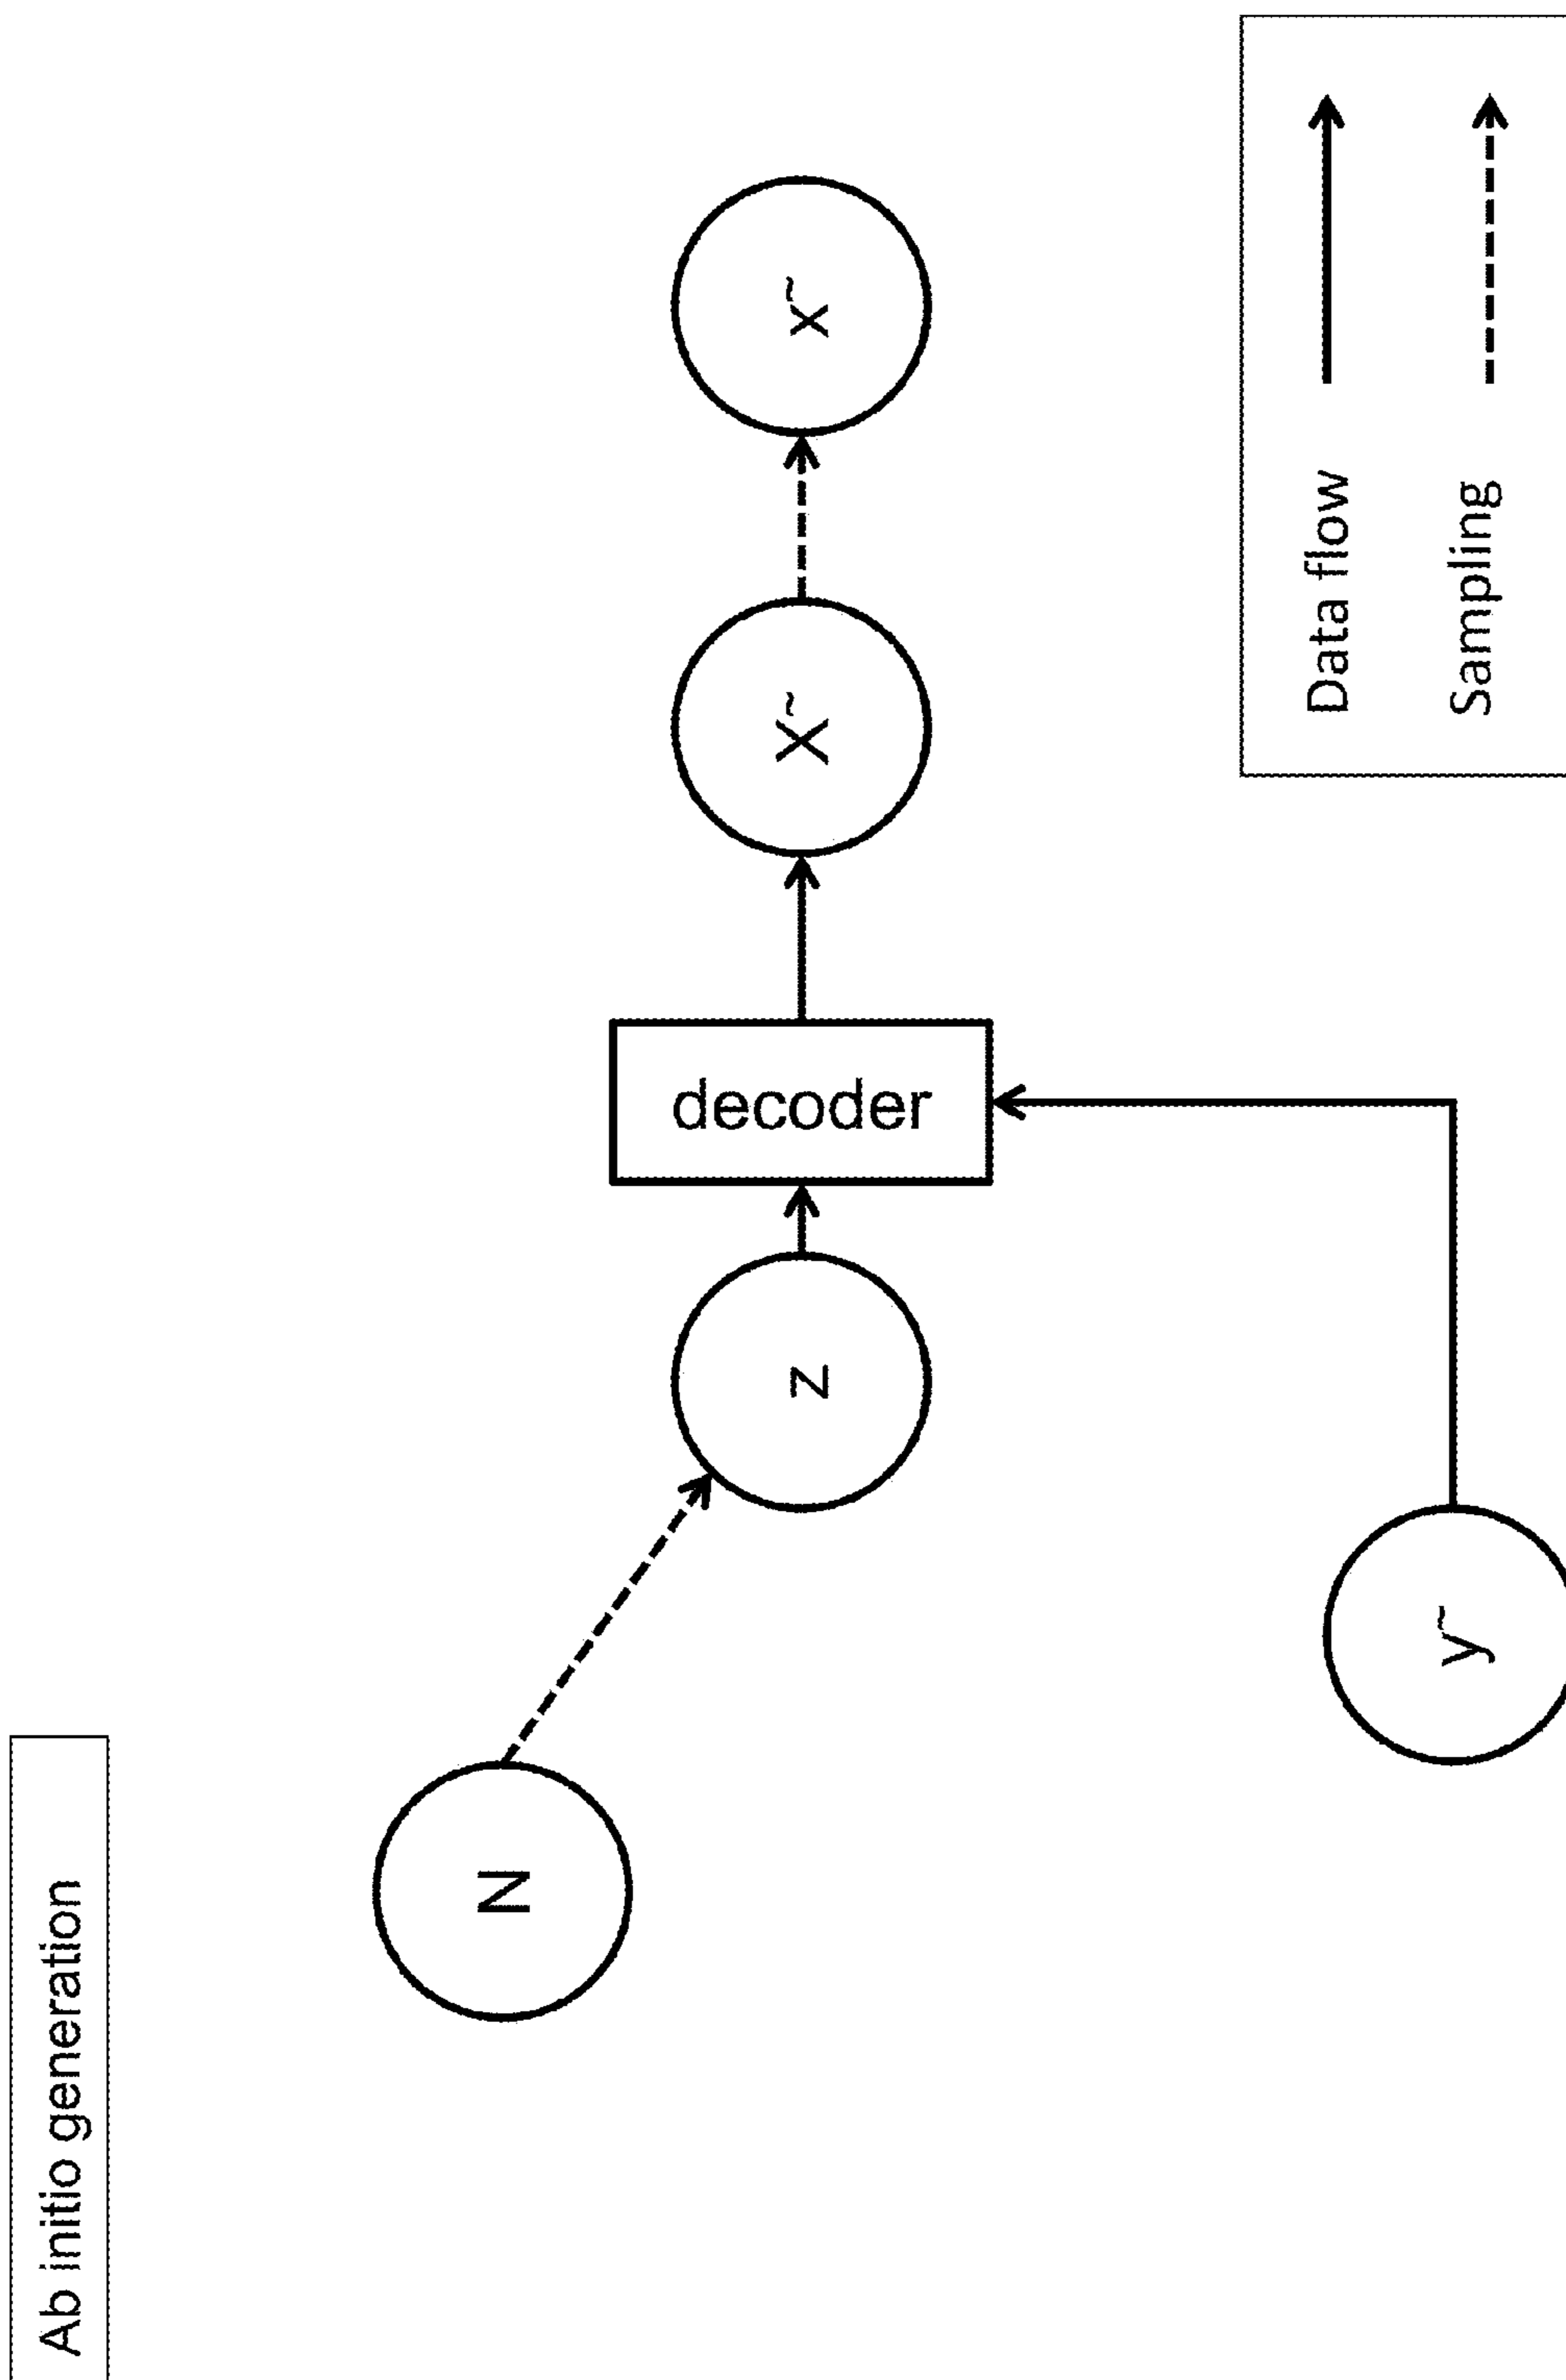 Ab initio generation
N
z
decoder
X~
x~
y~
Data flow
Sampling